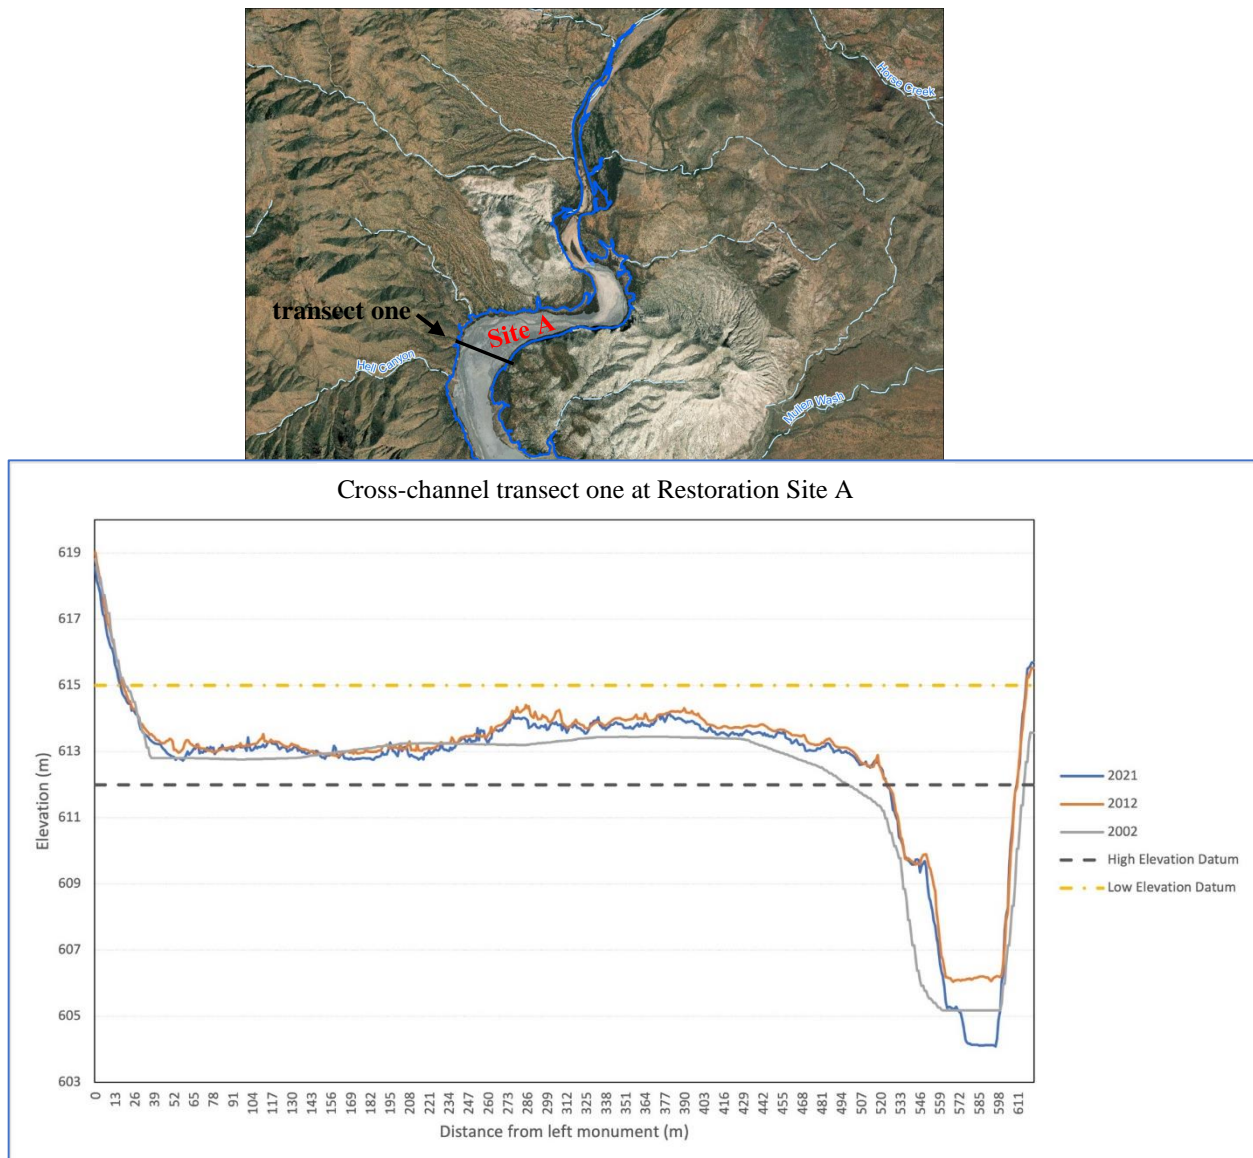 Horse Creek
transect one
Site A
Hell Canyon
Mullen Wash
Cross-channel transect one at Restoration Site A
619
617
615
613
611
609
607
605
603
Elevation (m)
0 13 26 39 52 65 78 91 104 117 130 143 156 169 182 195 208 221 234 247 260 273 286 299 312 325 338 351 364 377 390 403 416 429 442 455 468 481 494 507 520 533 546 559 572 585 598 611
Distance from left monument (m)
2021
2012
2002
High Elevation Datum
Low Elevation Datum